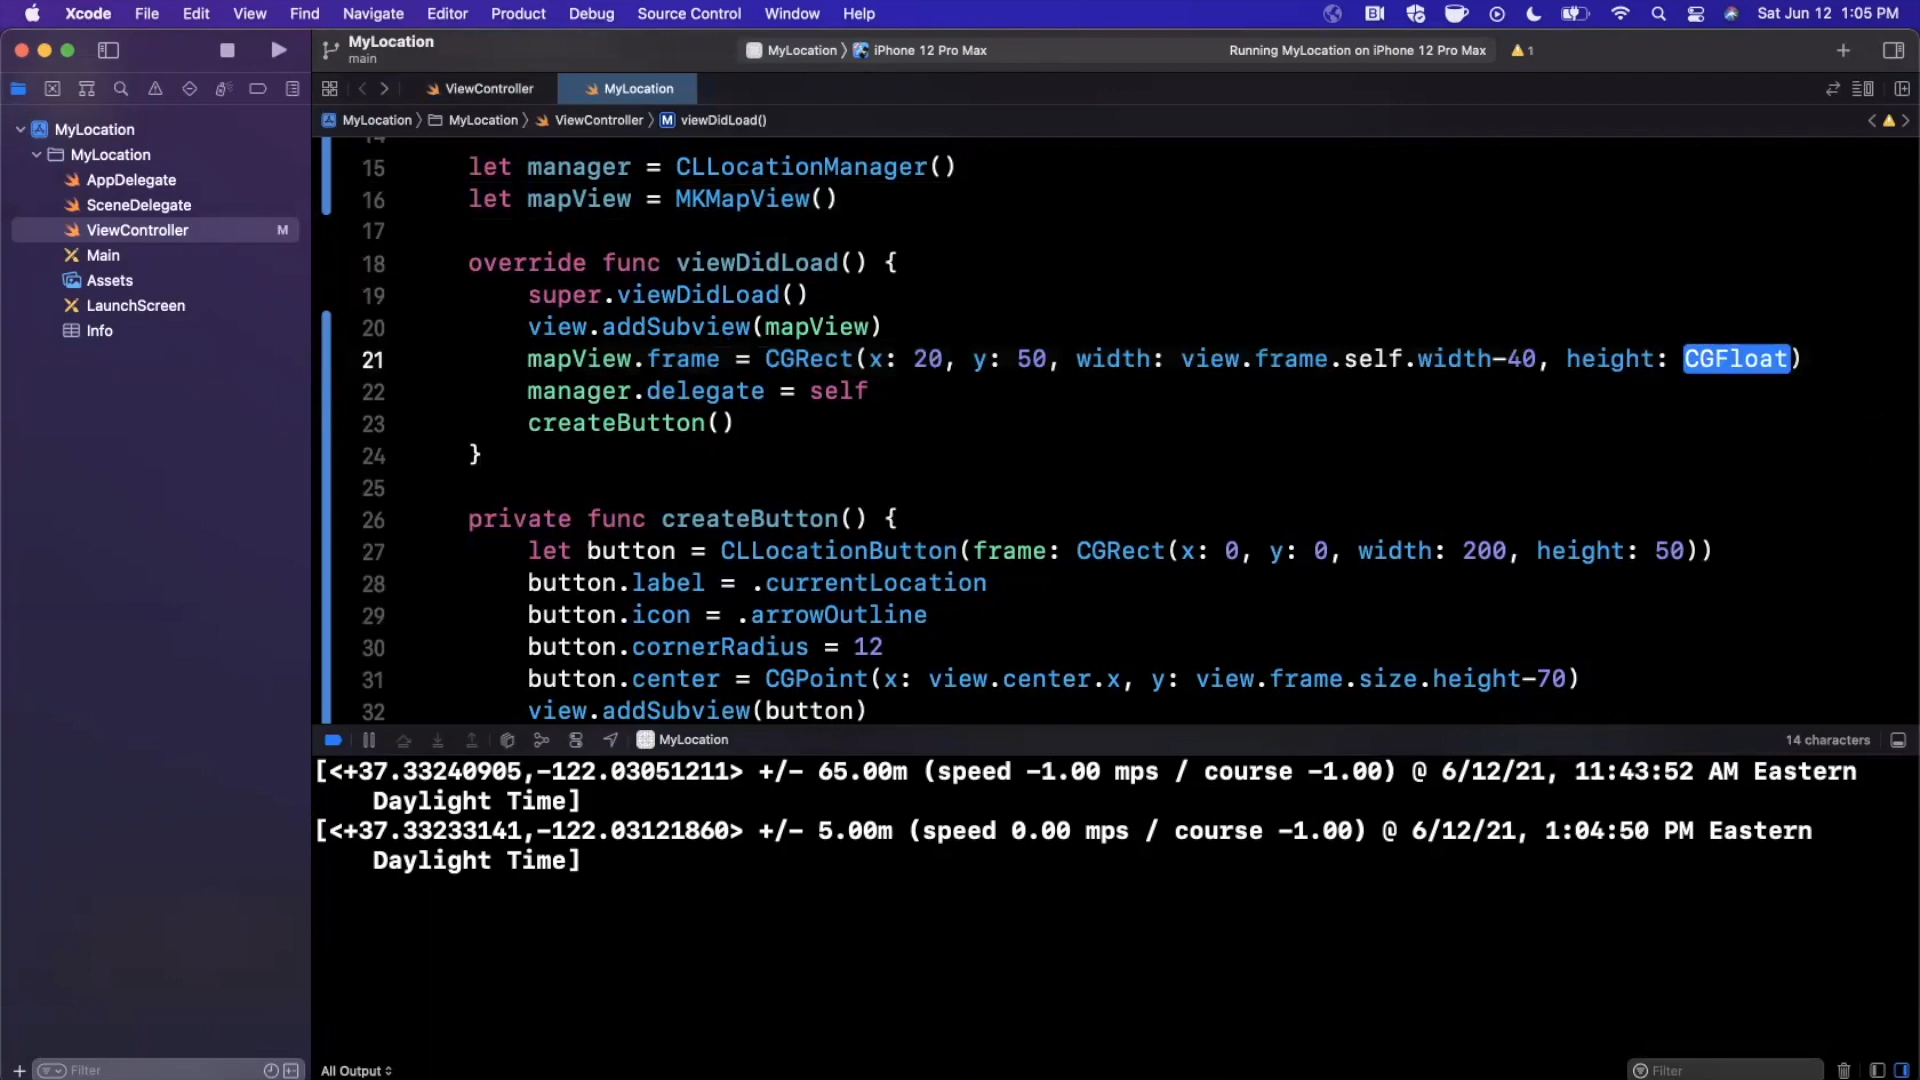 Xcode File Edit View Find Navigate Editor Product Debug Source Control Window Help Sat Jun 12 1:05 PM
MyLocation
main
MyLocation 〉 iPhone 12 Pro Max
Running MyLocation on iPhone 12 Pro Max 1
ViewController MyLocation
MyLocation 〉 MyLocation 〉 ViewController 〉 M viewDidLoad()
MyLocation
MyLocation
AppDelegate
SceneDelegate
ViewController M
Main
Assets
LaunchScreen
Info
14
15 let manager = CLLocationManager()
16 let mapView = MKMapView()
17
18 override func viewDidLoad() {
19 super.viewDidLoad()
20 view.addSubview(mapView)
21 mapView.frame = CGRect(x: 20, y: 50, width: view.frame.self.width-40, height: CGFloat)
22 manager.delegate = self
23 createButton()
24 }
25
26 private func createButton() {
27 let button = CLLocationButton(frame: CGRect(x: 0, y: 0, width: 200, height: 50))
28 button.label = .currentLocation
29 button.icon = .arrowOutline
30 button.cornerRadius = 12
31 button.center = CGPoint(x: view.center.x, y: view.frame.size.height-70)
32 view.addSubview(button)
MyLocation
14 characters
[<+37.33240905,-122.03051211> +/- 65.00m (speed -1.00 mps / course -1.00) @ 6/12/21, 11:43:52 AM Eastern
Daylight Time]
[<+37.33233141,-122.03121860> +/- 5.00m (speed 0.00 mps / course -1.00) @ 6/12/21, 1:04:50 PM Eastern
Daylight Time]
Filter
All Output
Filter